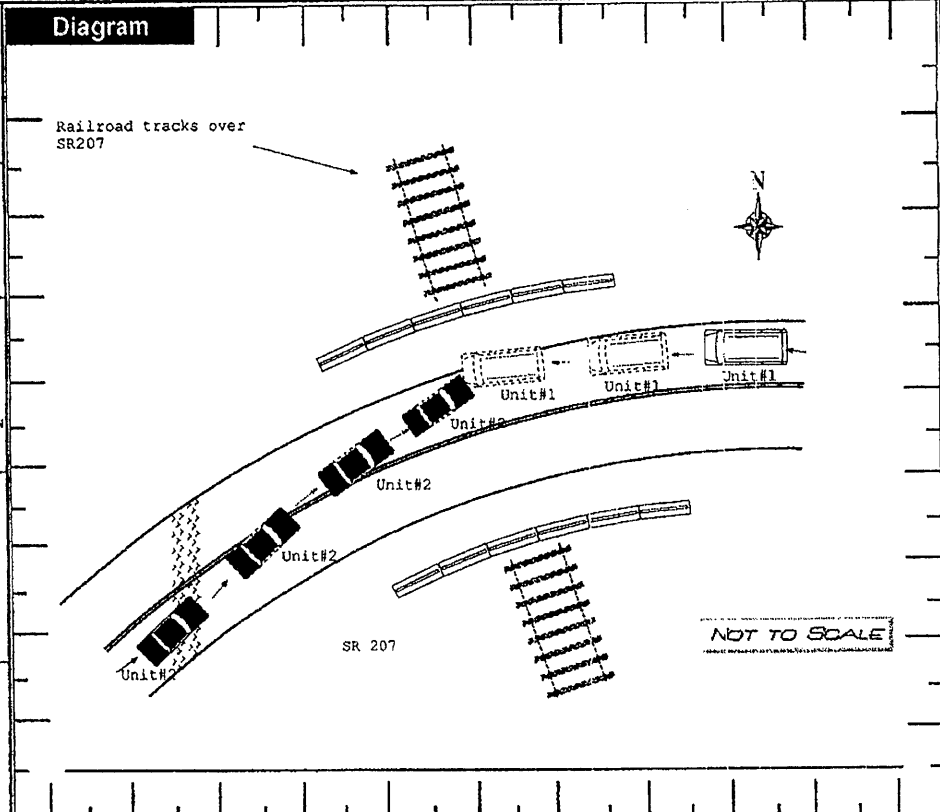 Diagram
Railroad tracks over
SR207
N
Unit#1
Unit#1
Unit#1
Unit#2
Unit#2
Unit#2
Unit#2
SR 207
NOT TO SCALE